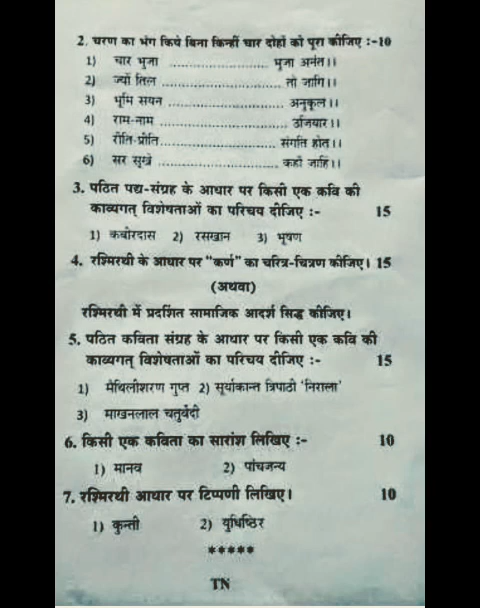 2. चरण का भंग किये बिना किन्हीं चार दोहों को पूरा कीजिए :-10
1) चार भुजा .............................. भुजा अनंत।।
2) ज्यों तिल .............................. तो जागि।।
3) भूमि सयन .............................. अनुकूल।।
4) राम-नाम .............................. उजियार।।
5) रीति-प्रीति.............................. संगति होत।।
6) सर सूखे .............................. कहाँ जाहिं।।
3. पठित पद्य-संग्रह के आधार पर किसी एक कवि की
काव्यगत् विशेषताओं का परिचय दीजिए :- 15
1) कबीरदास 2) रसखान 3) भूषण
4. रश्मिरथी के आधार पर "कर्ण" का चरित्र-चित्रण कीजिए। 15
(अथवा)
रश्मिरथी में प्रदर्शित सामाजिक आदर्श सिद्ध कीजिए।
5. पठित कविता संग्रह के आधार पर किसी एक कवि की
काव्यगत् विशेषताओं का परिचय दीजिए :- 15
1) मैथिलीशरण गुप्त 2) सूर्यकान्त त्रिपाठी 'निराला'
3) माखनलाल चतुर्वेदी
6. किसी एक कविता का सारांश लिखिए :- 10
1) मानव 2) पांचजन्य
7. रश्मिरथी आधार पर टिप्पणी लिखिए। 10
1) कुन्ती 2) युधिष्ठिर
*****
TN